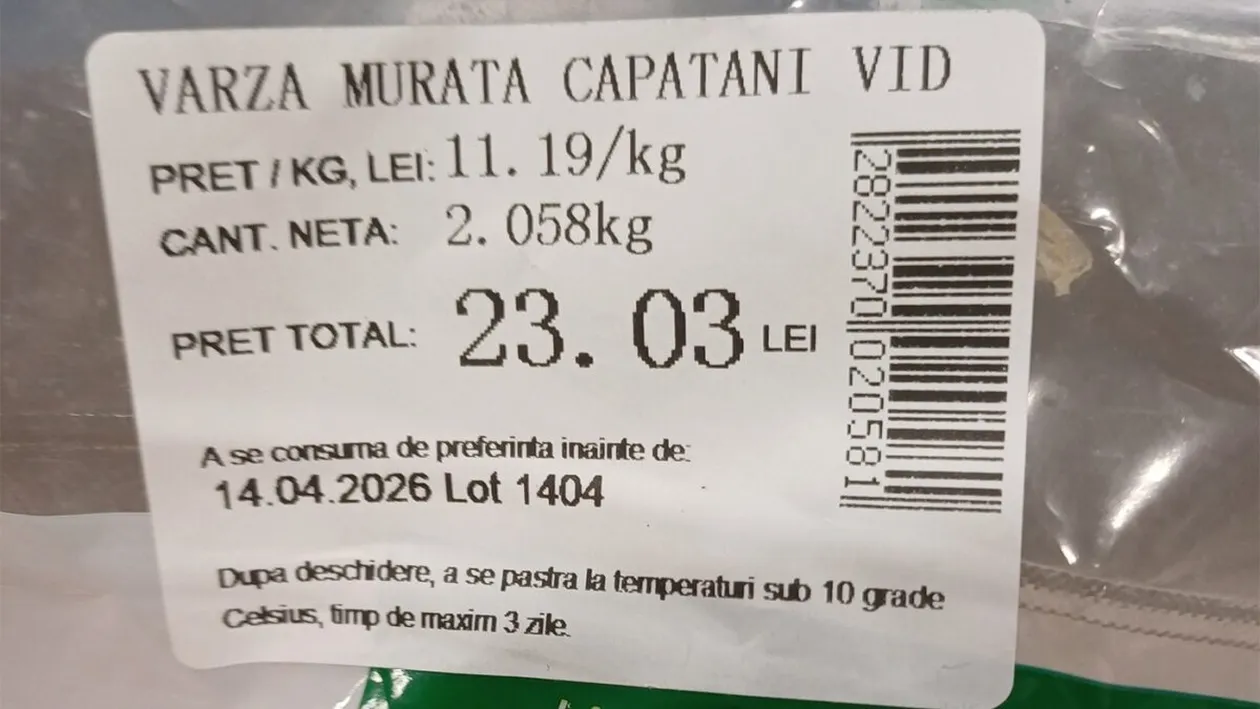 VARZA MURATA CAPATANI VID
PRET / KG, LEI: 11. 19/kg
CANT. NETA: 2. 058kg
PRET TOTAL: 23. 03 LEI
2822370 020581
A se consuma de preferinta inainte de:
14.04.2026 Lot 1404
Dupa deschidere, a se pastra la temperaturi sub 10 grade
Celsius, timp de maxim 3 zile.